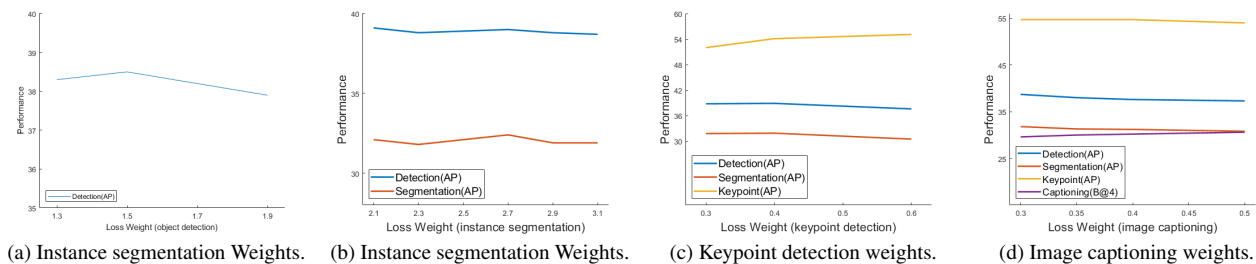 40
39
38
37
36
35
Performance
Detection(AP)
1.3 1.5 1.7 1.9
Loss Weight (object detection)
(a) Instance segmentation Weights.
40
35
30
Performance
Detection(AP)
Segmentation(AP)
2.1 2.3 2.5 2.7 2.9 3.1
Loss Weight (instance segmentation)
(b) Instance segmentation Weights.
60
54
48
42
36
30
Performance
Detection(AP)
Segmentation(AP)
Keypoint(AP)
0.3 0.4 0.5 0.6
Loss Weight (keypoint detection)
(c) Keypoint detection weights.
55
45
35
25
Performance
Detection(AP)
Segmentation(AP)
Keypoint(AP)
Captioning(B@4)
0.3 0.35 0.4 0.45 0.5
Loss Weight (image captioning)
(d) Image captioning weights.